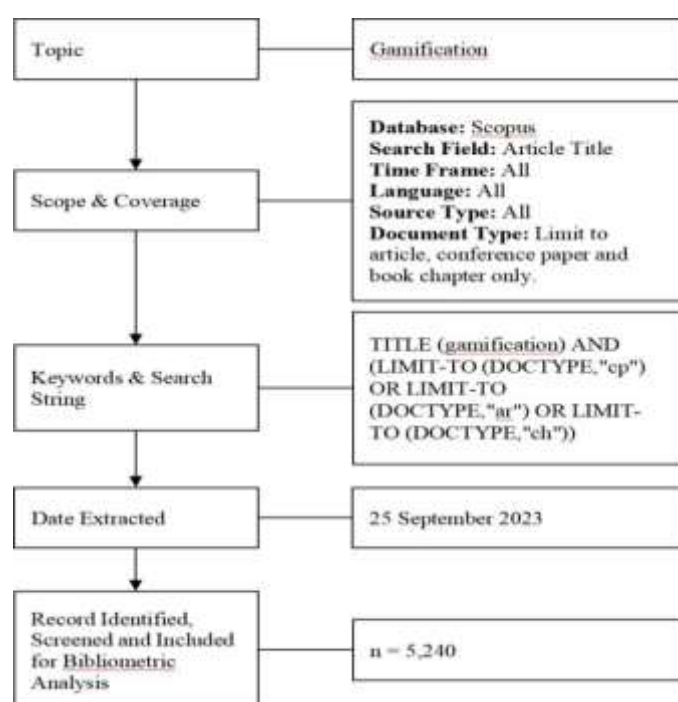 Topic
Gamification
Scope & Coverage
Database: Scopus
Search Field: Article Title
Time Frame: All
Language: All
Source Type: All
Document Type: Limit to
article, conference paper and
book chapter only.
Keywords & Search
String
TITLE (gamification) AND
(LIMIT-TO (DOCTYPE,"cp")
OR LIMIT-TO
(DOCTYPE,"ar") OR LIMIT-
TO (DOCTYPE,"ch"))
Date Extracted
25 September 2023
Record Identified,
Screened and Included
for Bibliometric
Analysis
n = 5,240